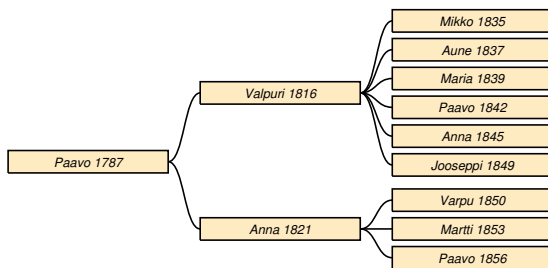 Paavo 1787
Valpuri 1816
Mikko 1835
Aune 1837
Maria 1839
Paavo 1842
Anna 1845
Jooseppi 1849
Anna 1821
Varpu 1850
Martti 1853
Paavo 1856